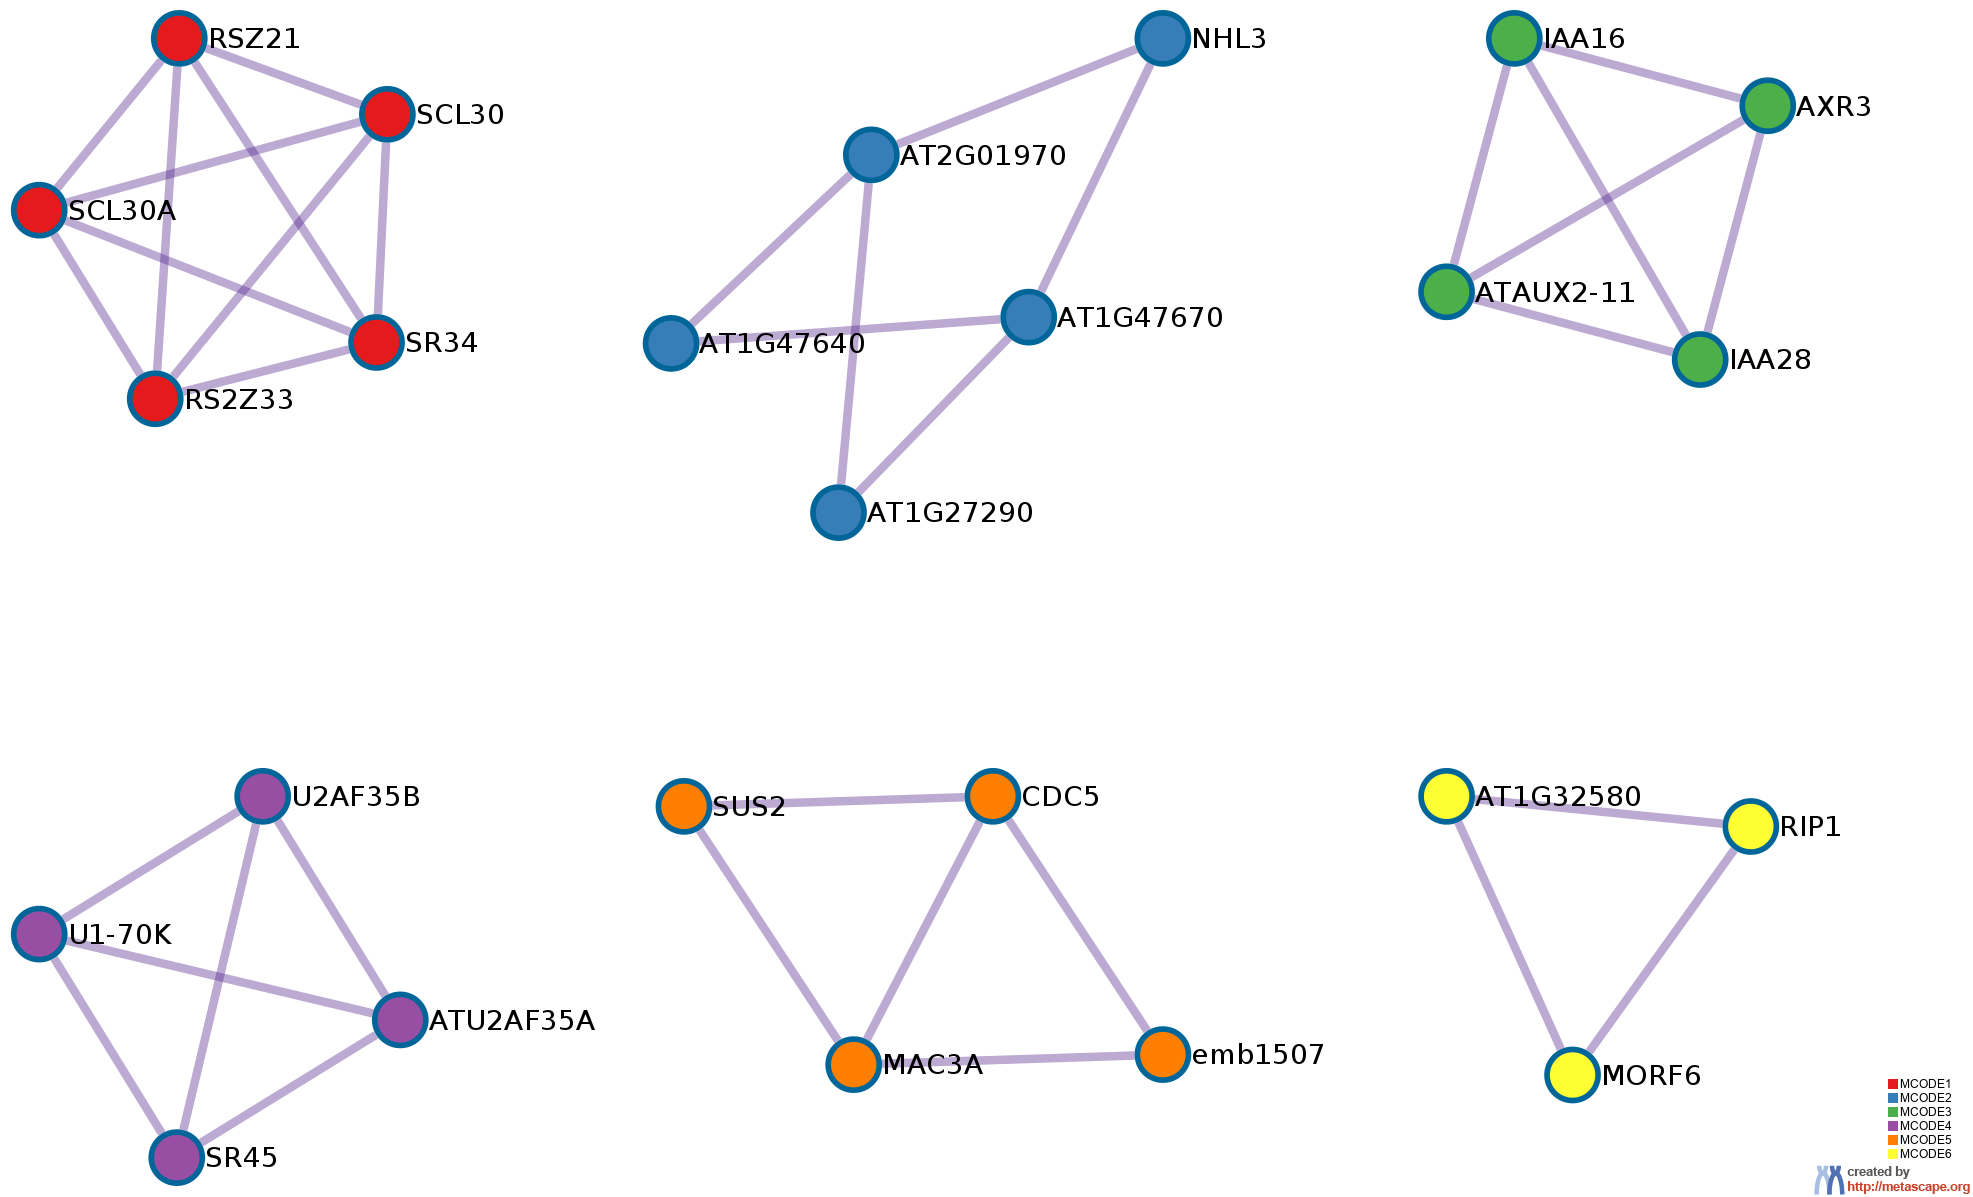 RSZ21
SCL30
SCL30A
SR34
RS2Z33
NHL3
AT2G01970
AT1G47670
AT1G47640
AT1G27290
IAA16
AXR3
ATAUX2-11
IAA28
U2AF35B
U1-70K
ATU2AF35A
SR45
SUS2
CDC5
MAC3A
emb1507
AT1G32580
RIP1
MORF6
MCODE1
MCODE2
MCODE3
MCODE4
MCODE5
MCODE6
created by
http://metascape.org